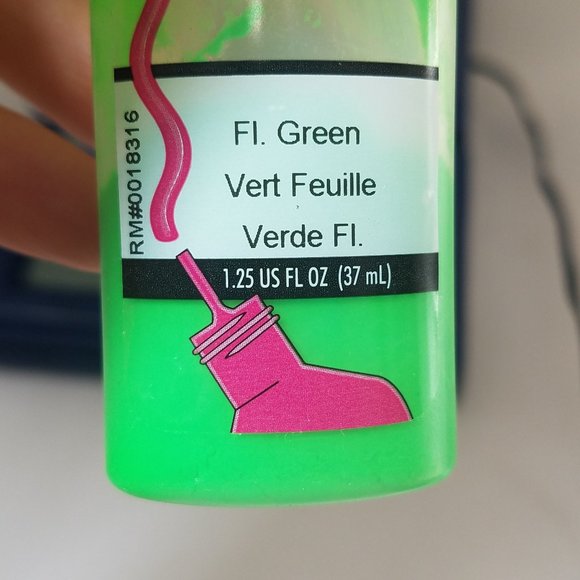 RM#0018316
Fl. Green
Vert Feuille
Verde Fl.
1.25 US FL OZ (37 mL)